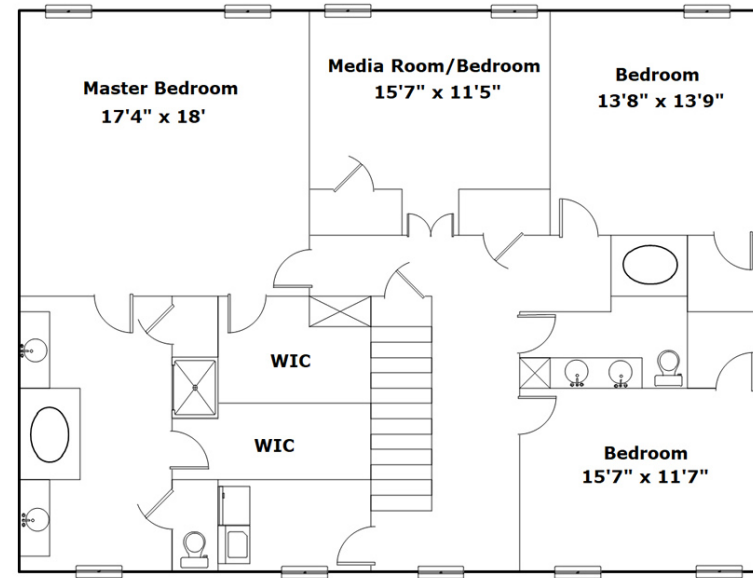 Master Bedroom
17'4" x 18'
Media Room/Bedroom
15'7" x 11'5"
Bedroom
13'8" x 13'9"
WIC
WIC
Bedroom
15'7" x 11'7"